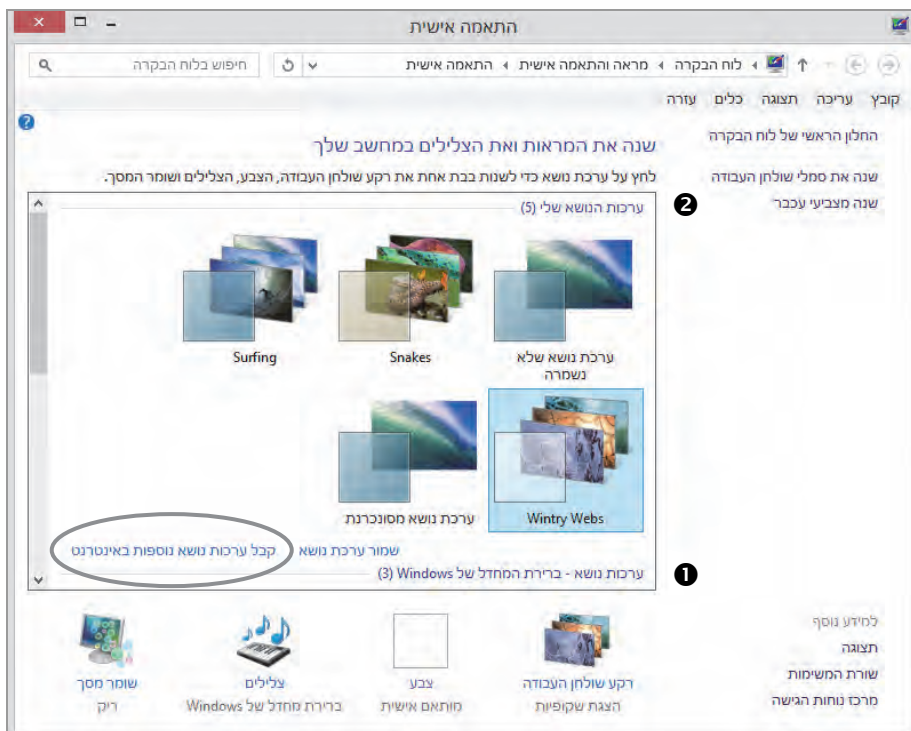 התאמה אישית
לוח הבקרה
מראה והתאמה אישית
התאמה אישית
חיפוש בלוח הבקרה
קובץ עריכה תצוגה כלים עזרה
החלון הראשי של לוח הבקרה
שנה את סמלי שולחן העבודה
שנה מצביעי עכבר
?
שנה את המראות ואת הצלילים במחשב שלך
לחץ על ערכת נושא כדי לשנות בבת אחת את רקע שולחן העבודה, הצבע, הצלילים ושומר המסך.
❷
ערכות הנושא שלי (5)
ערכת נושא שלא
נשמרה
Snakes
Surfing
Wintry Webs
ערכת נושא מסונכרנת
שמור ערכת נושא
קבל ערכות נושא נוספות באינטרנט
❶
ערכות נושא - ברירת המחדל של Windows (3)
רקע שולחן העבודה
הצגת שקופיות
צבע
מותאם אישית
צלילים
ברירת מחדל של Windows
שומר מסך
ריק
למידע נוסף
תצוגה
שורת המשימות
מרכז נוחות הגישה